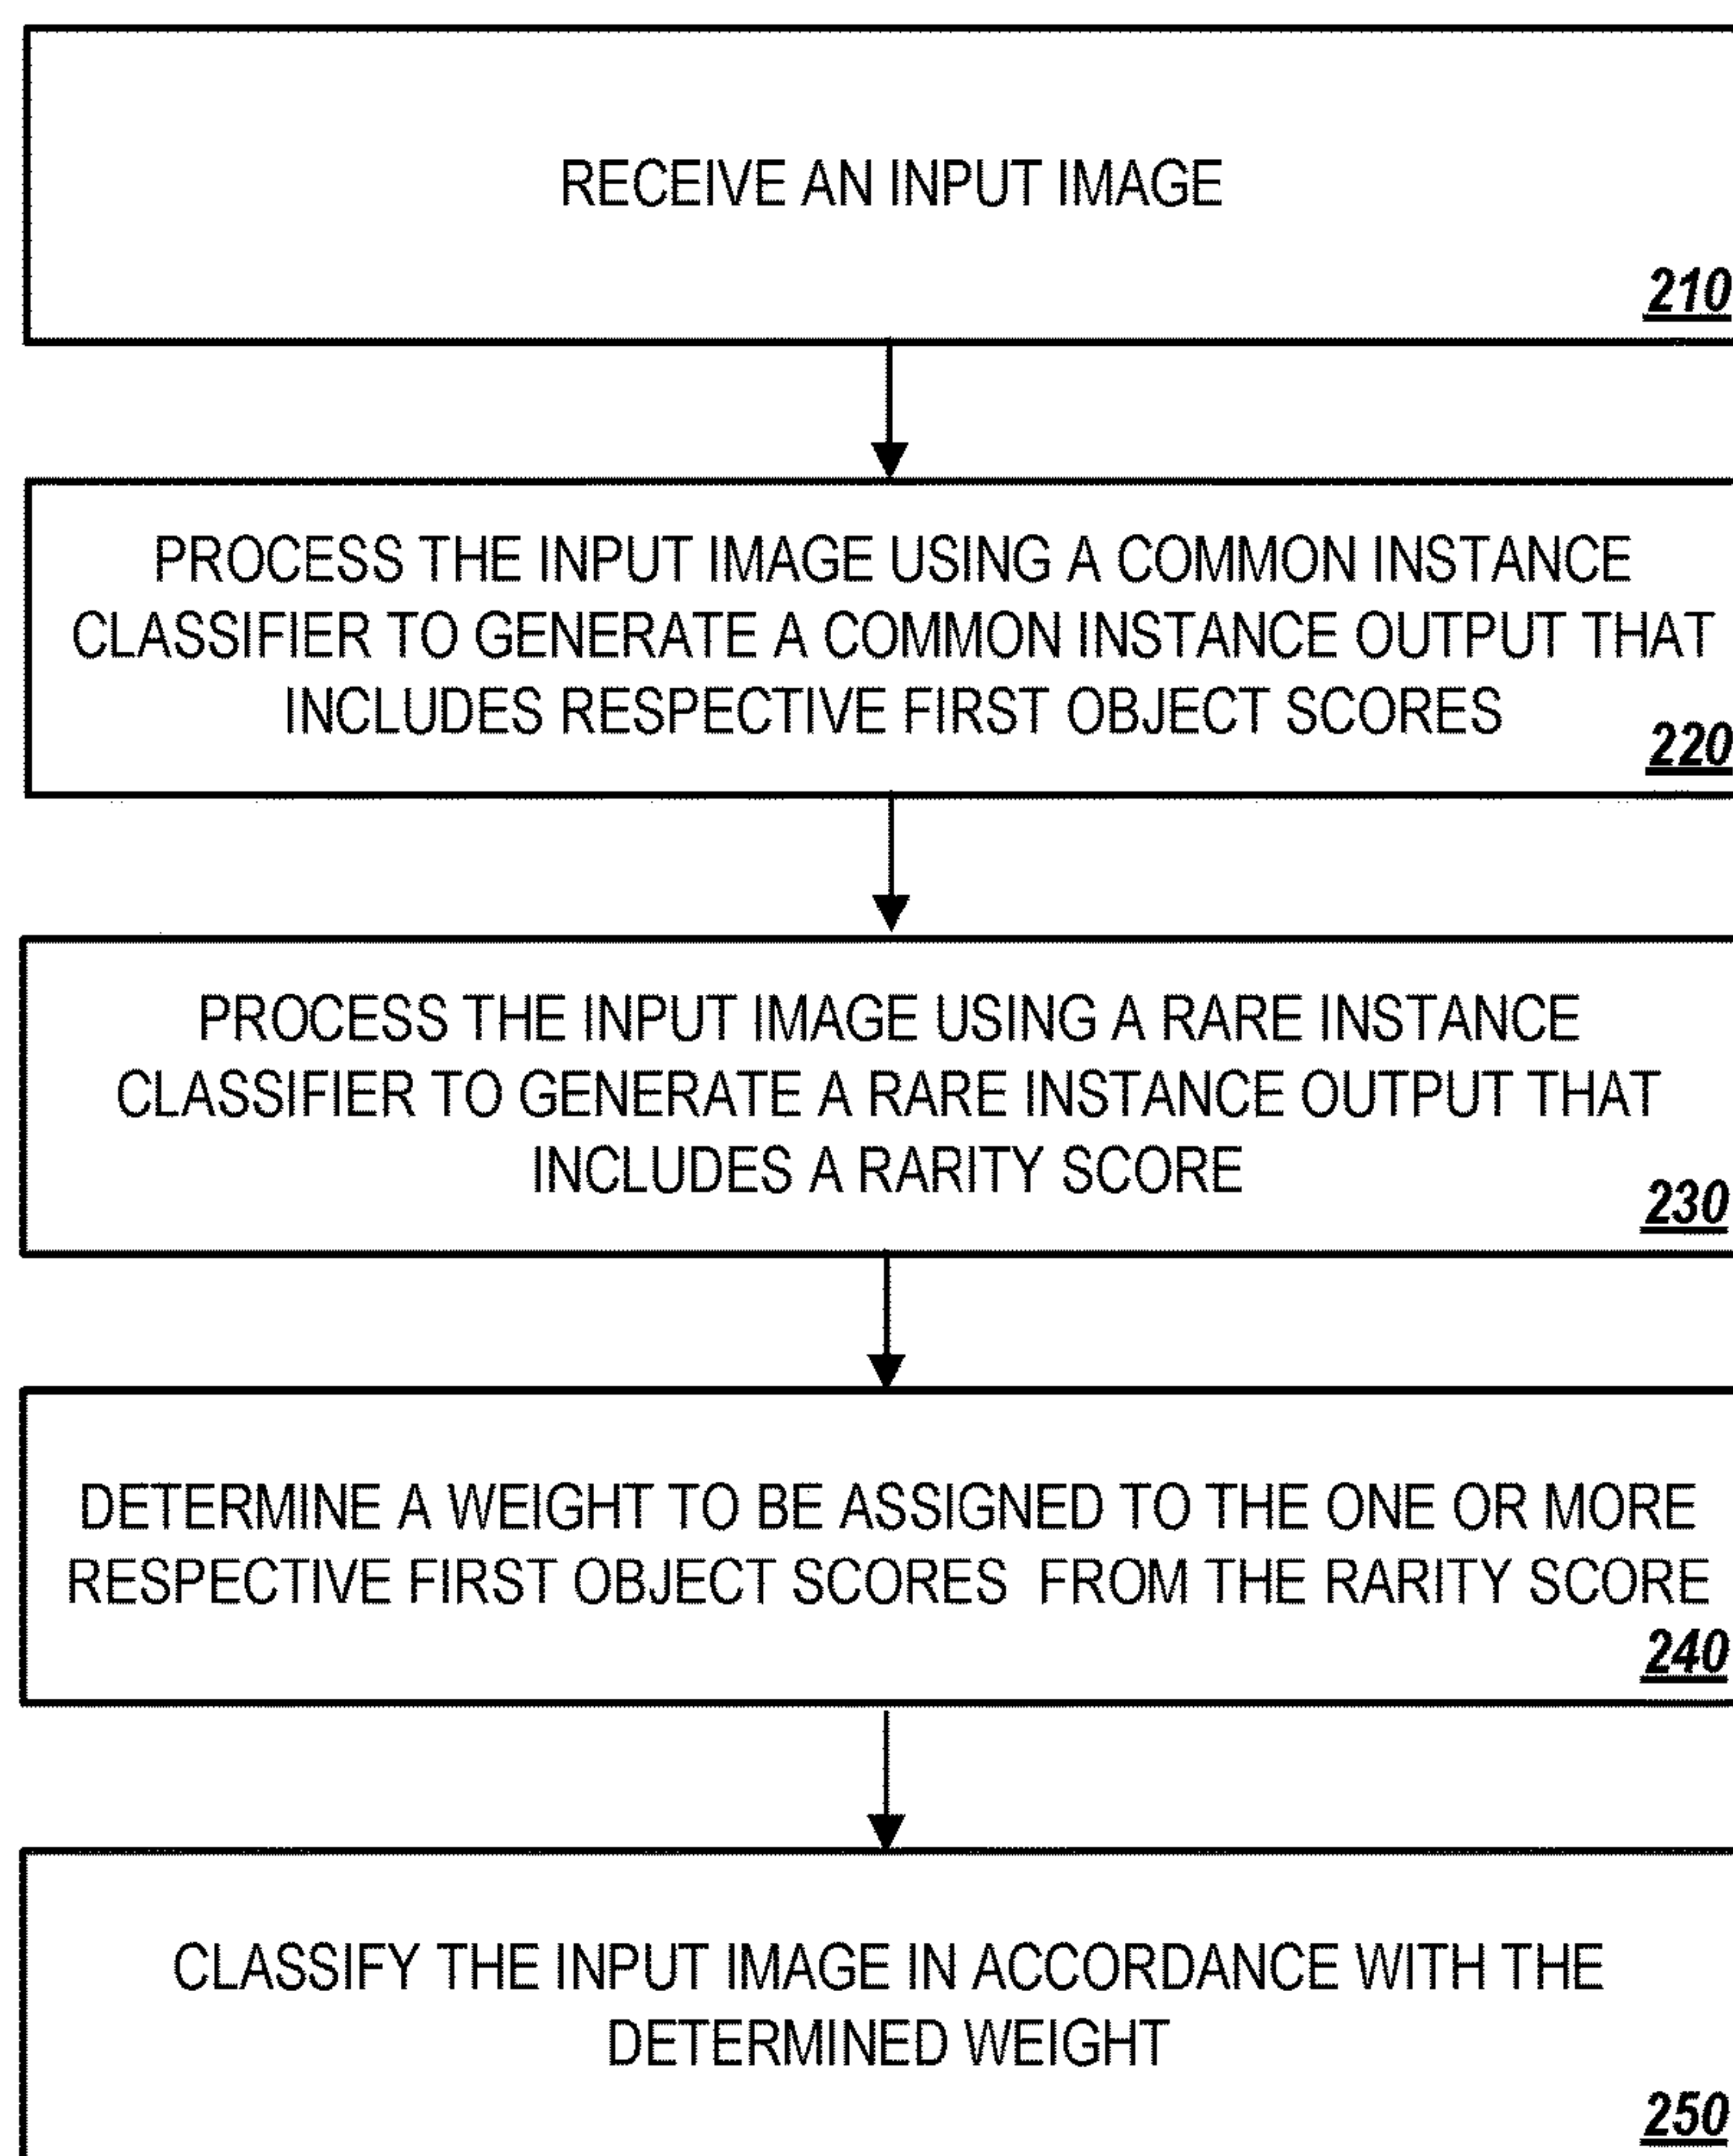 RECEIVE AN INPUT IMAGE
210
PROCESS THE INPUT IMAGE USING A COMMON INSTANCE
CLASSIFIER TO GENERATE A COMMON INSTANCE OUTPUT THAT
INCLUDES RESPECTIVE FIRST OBJECT SCORES
220
PROCESS THE INPUT IMAGE USING A RARE INSTANCE
CLASSIFIER TO GENERATE A RARE INSTANCE OUTPUT THAT
INCLUDES A RARITY SCORE
230
DETERMINE A WEIGHT TO BE ASSIGNED TO THE ONE OR MORE
RESPECTIVE FIRST OBJECT SCORES FROM THE RARITY SCORE
240
CLASSIFY THE INPUT IMAGE IN ACCORDANCE WITH THE
DETERMINED WEIGHT
250